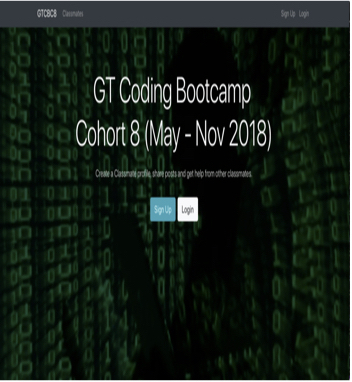 GTCBC8 Classmates Sign Up Login
GT Coding Bootcamp
Cohort 8 (May - Nov 2018)
Create a Classmate profile, share posts and get help from other classmates.
Sign Up Login